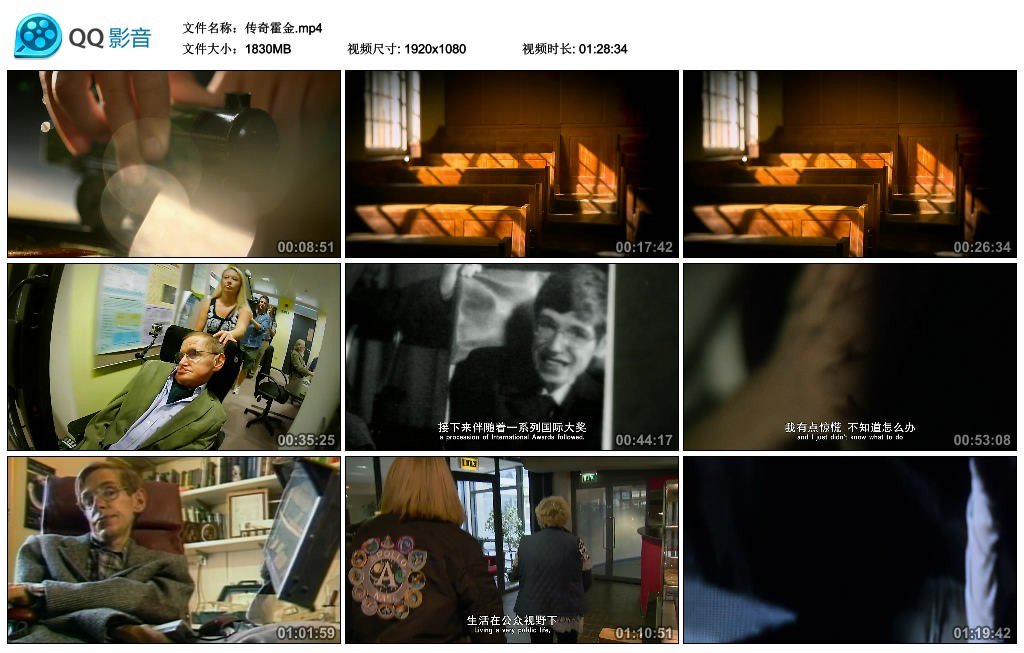 QQ 影音
文件名称: 传奇霍金.mp4
文件大小: 1830MB 视频尺寸: 1920x1080 视频时长: 01:28:34
00:08:51
00:17:42
00:26:34
00:35:25
接下来伴随着一系列国际大奖
a procession of International Awards followed.
00:44:17
我有点惊慌 不知道怎么办
and I just didn't know what to do
00:53:08
01:01:59
APOLLO
A
生活在公众视野下
Living a very public life,
01:10:51
01:19:42